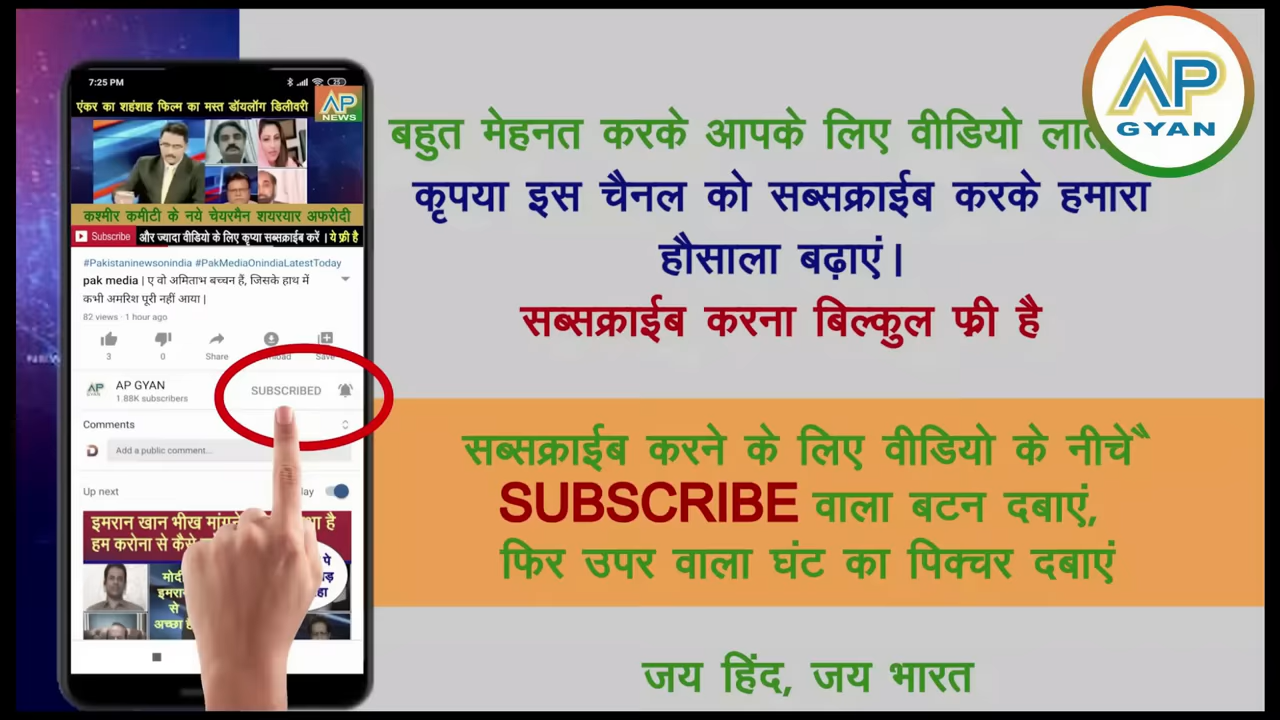 7:25 PM
25
एंकर का शहंशाह फिल्म का मस्त डॉयलॉग डिलीवरी
AP
NEWS
कश्मीर कमीटी के नये चेयरमैन शयरयार अफरीदी
Subscribe
और ज्यादा वीडियो के लिए कृप्या सब्सक्राईब करें । ये फ्री है
#Pakistaninewsonindia #PakMediaOnindiaLatestToday
pak media | ए वो अमिताभ बच्चन हैं, जिसके हाथ में
कभी अमरिश पूरी नहीं आया |
82 views · 1 hour ago
3
0
Share
Save
AP GYAN
1.88K subscribers
SUBSCRIBED
Comments
Add a public comment...
Up next
इमरान खान भीख
है
हम करोना से
मोदी
से
अच्छा
AP
GYAN
बहुत मेहनत करके आपके लिए वीडियो
कृपया इस चैनल को सब्सक्राईब करके हमारा
हौसाला बढ़ाएं।
सब्सक्राईब करना बिल्कुल फ्री है
सब्सक्राईब करने के लिए वीडियो के नीचे"
SUBSCRIBE वाला बटन दबाएं,
फिर उपर वाला घंट का पिक्चर दबाएं
जय हिंद, जय भारत